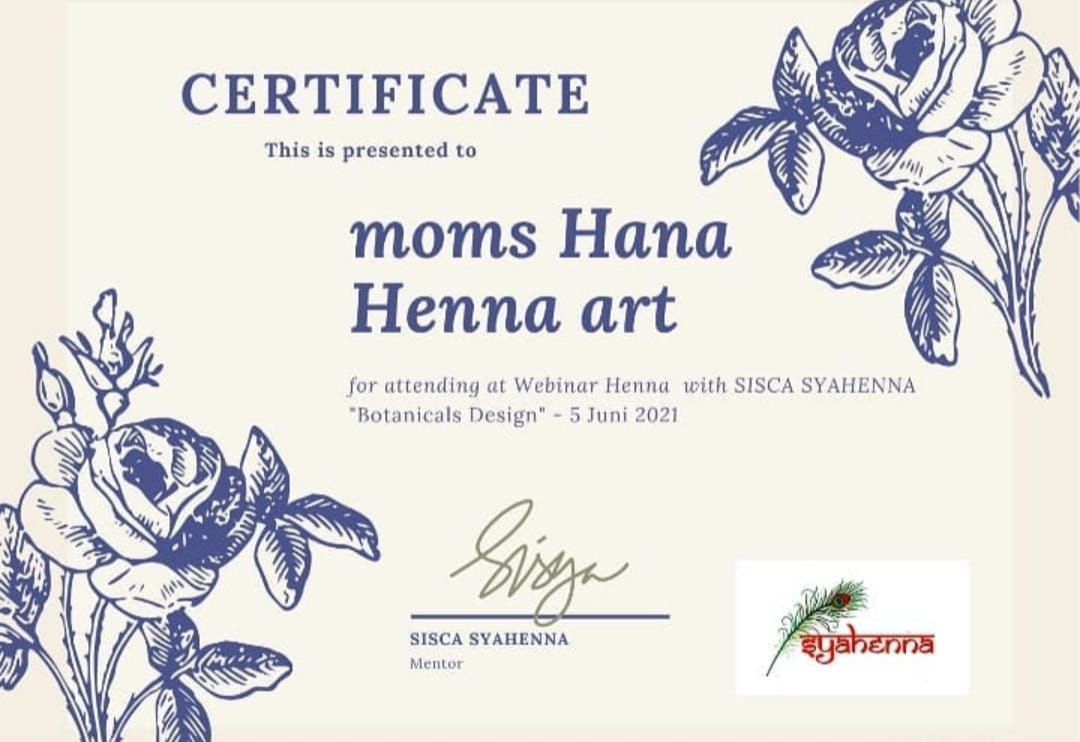 CERTIFICATE
This is presented to
moms Hana
Henna art
for attending at Webinar Henna with SISCA SYAHENNA
"Botanicals Design" - 5 Juni 2021
Sisya
SISCA SYAHENNA
Mentor
syahenna